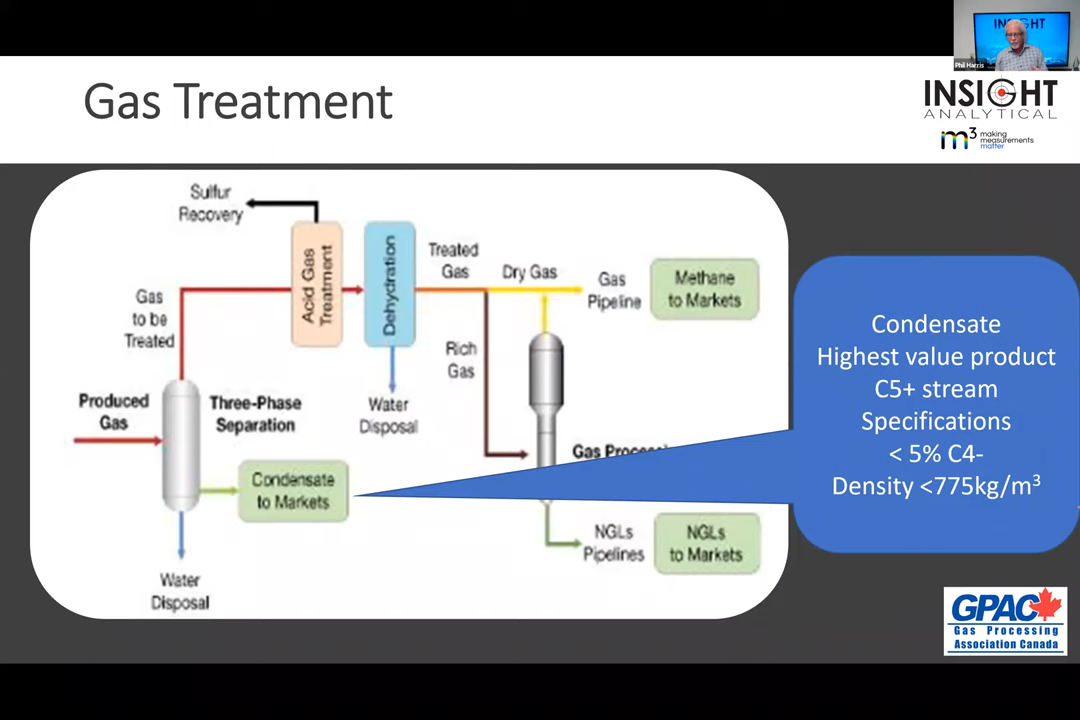 INSIGHT
Phil Harris
Gas Treatment
INSIGHT
ANALYTICAL
m3 making
measurements
matter
Sulfur
Recovery
Acid Gas
Treatment
Dehydration
Treated
Gas
Dry Gas
Gas
Pipeline
Methane
to Markets
Gas
to be
Treated
Rich
Gas
Produced
Gas
Three-Phase
Separation
Water
Disposal
Gas Proces
Condensate
to Markets
NGLs
Pipelines
NGLs
to Markets
Water
Disposal
Condensate
Highest value product
C5+ stream
Specifications
< 5% C4-
Density <775kg/m³
GPAC
Gas Processing
Association Canada